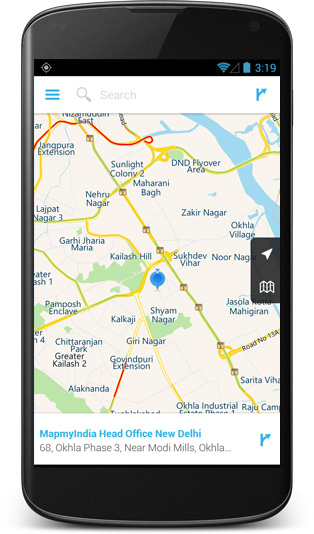 3:19
Search
Nizamuddin
East
Jangpura
Extension
Sunlight
Colony 2
DND Flyover
Area
Maharani
Bagh
Nehru
Nagar
Lajpat
Nagar 3
Zakir Nagar
Okhla
Village
Garhi Jharia
Maria
Kailash Hill
Sukhdev
Vihar
Noor Nagar
Pamposh
Enclave
Jasola
Mahigiran
Kalkaji
Shyam
Nagar
Chittaranjan
Park
Greater
Kailash 2
Giri Nagar
Road No 13A
Govindpuri
Extension
Sarita Viha
Alaknanda
Okhla Industrial
Estate Phase 1
Raju Camp
Tughlakabad
MapmyIndia Head Office New Delhi
68, Okhla Phase 3, Near Modi Mills, Okhla...